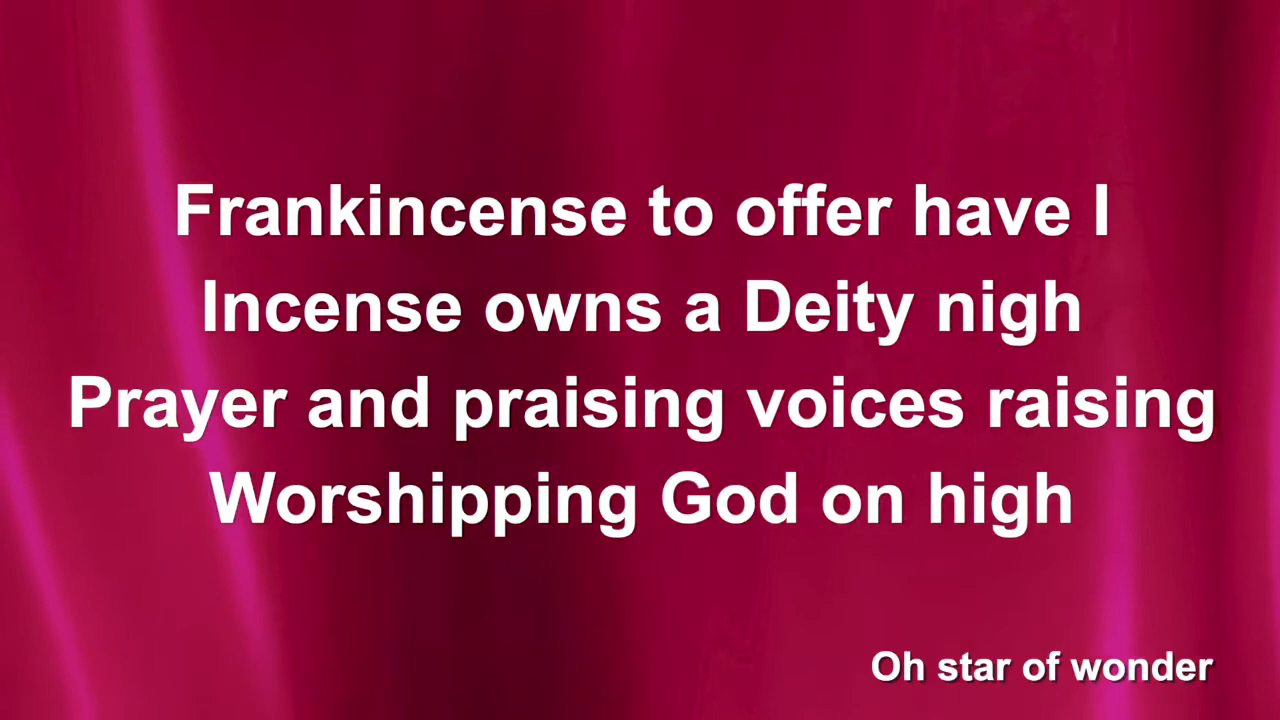 Frankincense to offer have I
Incense owns a Deity nigh
Prayer and praising voices raising
Worshipping God on high
Oh star of wonder